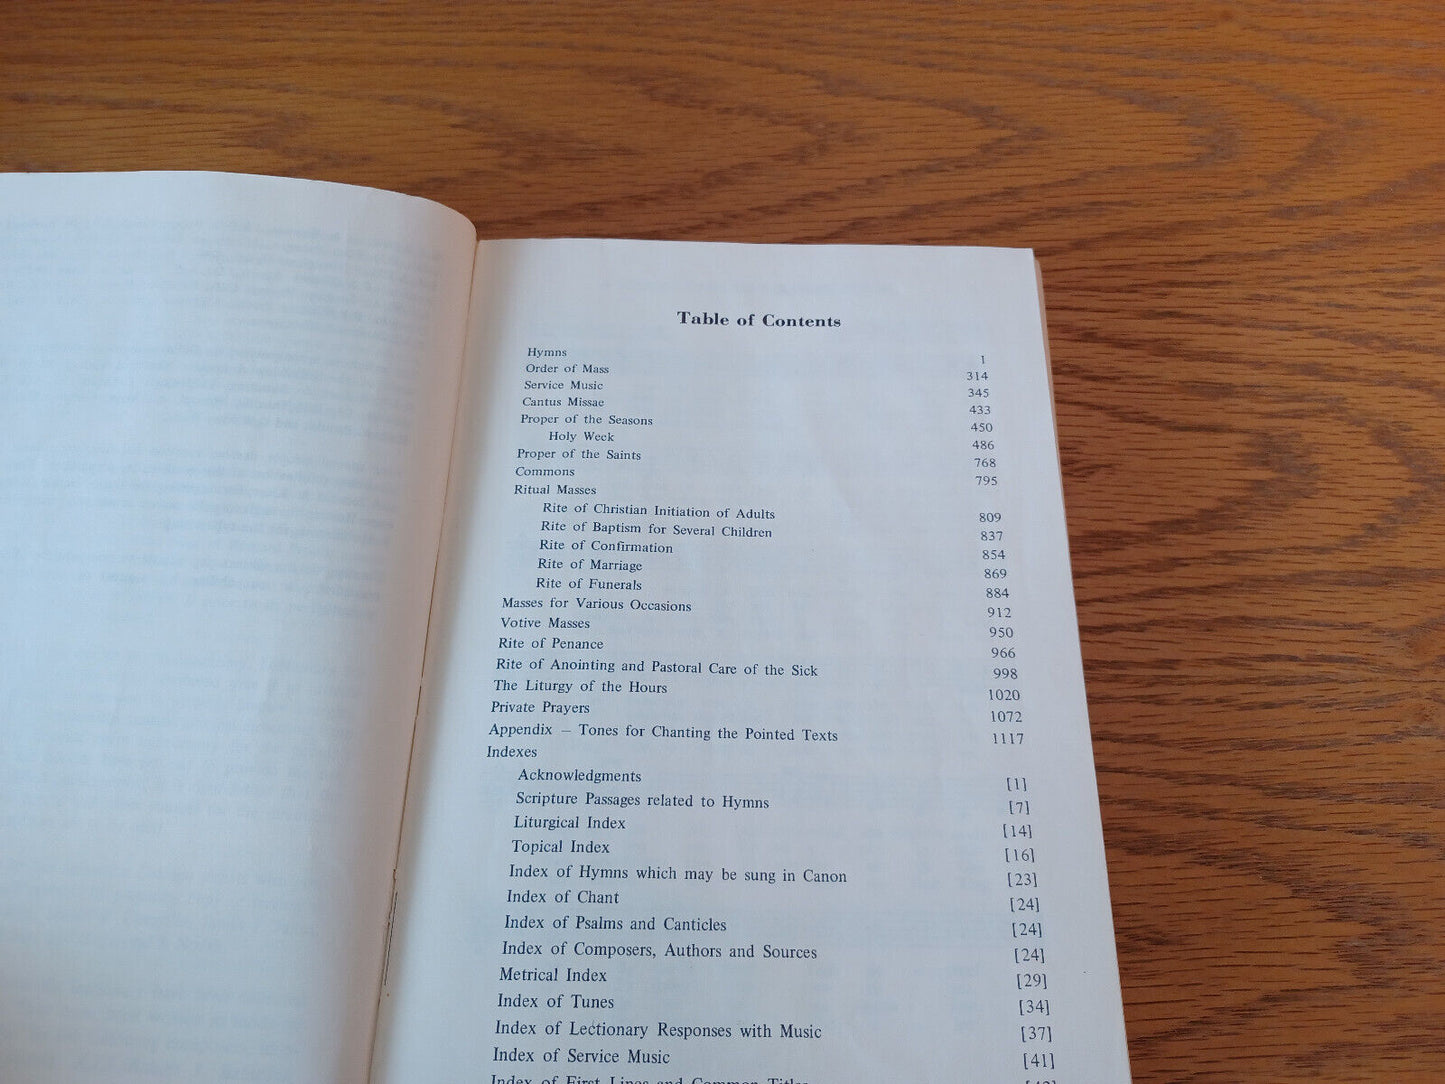 Table of Contents
Hymns 1
Order of Mass 314
Service Music 345
Cantus Missae 433
Proper of the Seasons 450
Holy Week 486
Proper of the Saints 768
Commons 795
Ritual Masses
Rite of Christian Initiation of Adults 809
Rite of Baptism for Several Children 837
Rite of Confirmation 854
Rite of Marriage 869
Rite of Funerals 884
Masses for Various Occasions 912
Votive Masses 950
Rite of Penance 966
Rite of Anointing and Pastoral Care of the Sick 998
The Liturgy of the Hours 1020
Private Prayers 1072
Appendix – Tones for Chanting the Pointed Texts 1117
Indexes
Acknowledgments [1]
Scripture Passages related to Hymns [7]
Liturgical Index [14]
Topical Index [16]
Index of Hymns which may be sung in Canon [23]
Index of Chant [24]
Index of Psalms and Canticles [24]
Index of Composers, Authors and Sources [24]
Metrical Index [29]
Index of Tunes [34]
Index of Lectionary Responses with Music [37]
Index of Service Music [41]
Index of First Lines and Common Titles